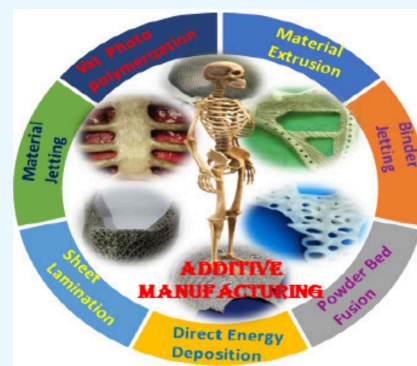 Vat Photo
Polymerization
Material
Extrusion
Binder
Jetting
Powder Bed
Fusion
Direct Energy
Deposition
Sheet
Lamination
Material
Jetting
ADDITIVE
MANUFACTURING